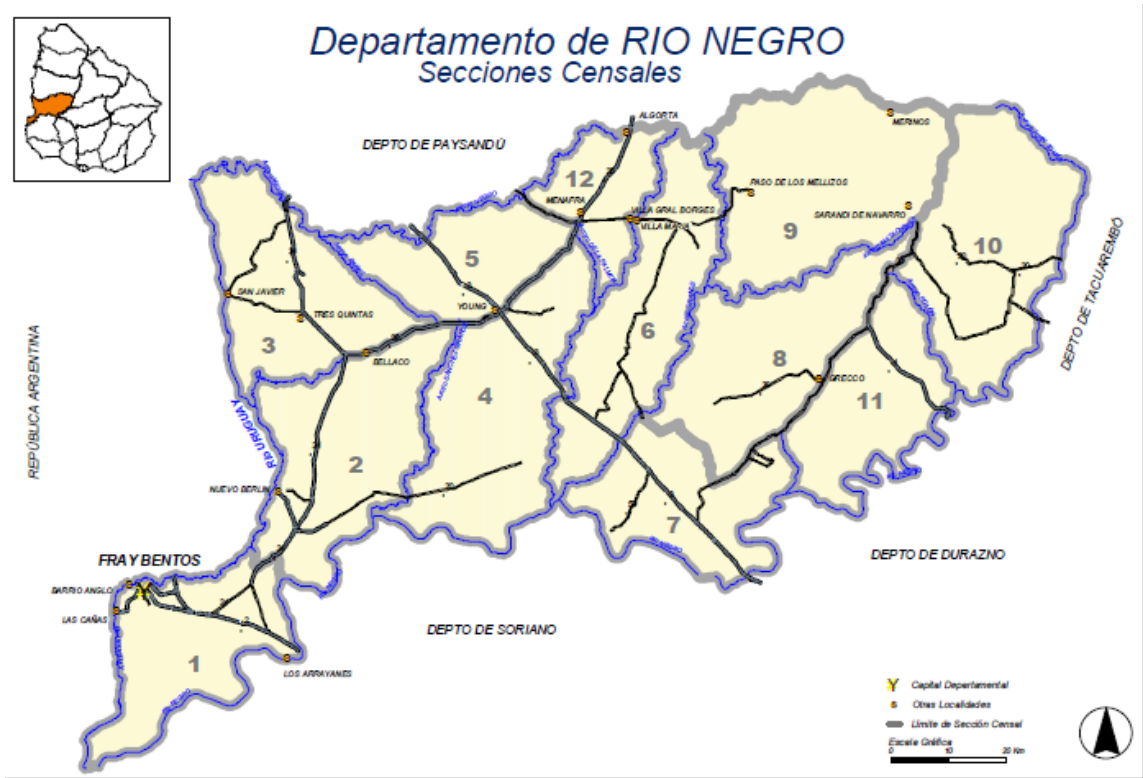 Departamento de RIO NEGRO
Secciones Censales
ALGORTA
MERINOS
DEPTO DE PAYSANDÚ
12
MENAFRA
PASO DE LOS MELLIZOS
VILLA GRAL BORGES
VILLA MARIA
SARANDI DE NAVARRO
9
10
5
SAN JAVIER
YOUNG
TRES QUINTAS
6
3
BELLACO
8
GRECCO
4
11
DEPTO DE TACUAREMBÓ
REPÚBLICA ARGENTINA
Río URUGUAY
2
NUEVO BERLIN
7
FRAY BENTOS
DEPTO DE DURAZNO
BARRIO ANGLO
LAS CAÑAS
DEPTO DE SORIANO
1
LOS ARRAYANES
Capital Departamental
Otras Localidades
Límite de Sección Censal
Escala Gráfica
0 10 20 Km